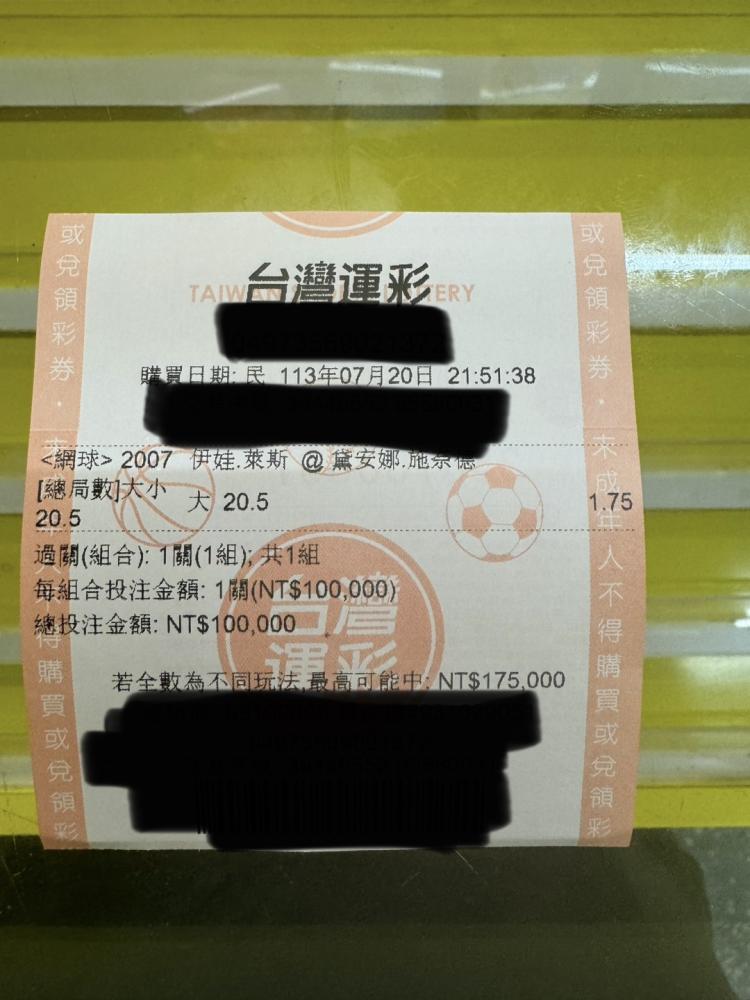 台灣運彩
TAIWAN LOTTERY
購買日期: 民 113年07月20日 21:51:38
<網球> 2007 伊娃.萊斯 @ 黛安娜.施奈德
[總局數]大小 大 20.5 1.75
20.5
過關(組合): 1關(1組); 共1組
每組合投注金額: 1關(NT$100,000)
總投注金額: NT$100,000
若全數為不同玩法,最高可能中: NT$175,000
台灣
運彩
或兌領彩券・未成年人不得購買或兌領彩
或兌領彩券・未成年人不得購買或兌領彩